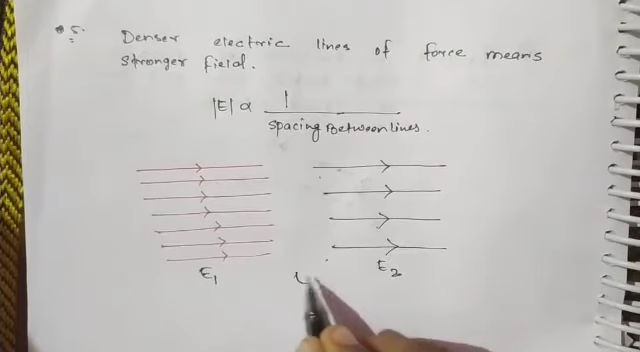 5.
Denser electric lines of force means
stronger field.
|E| ∝ 1
spacing Between lines.
E1
E2